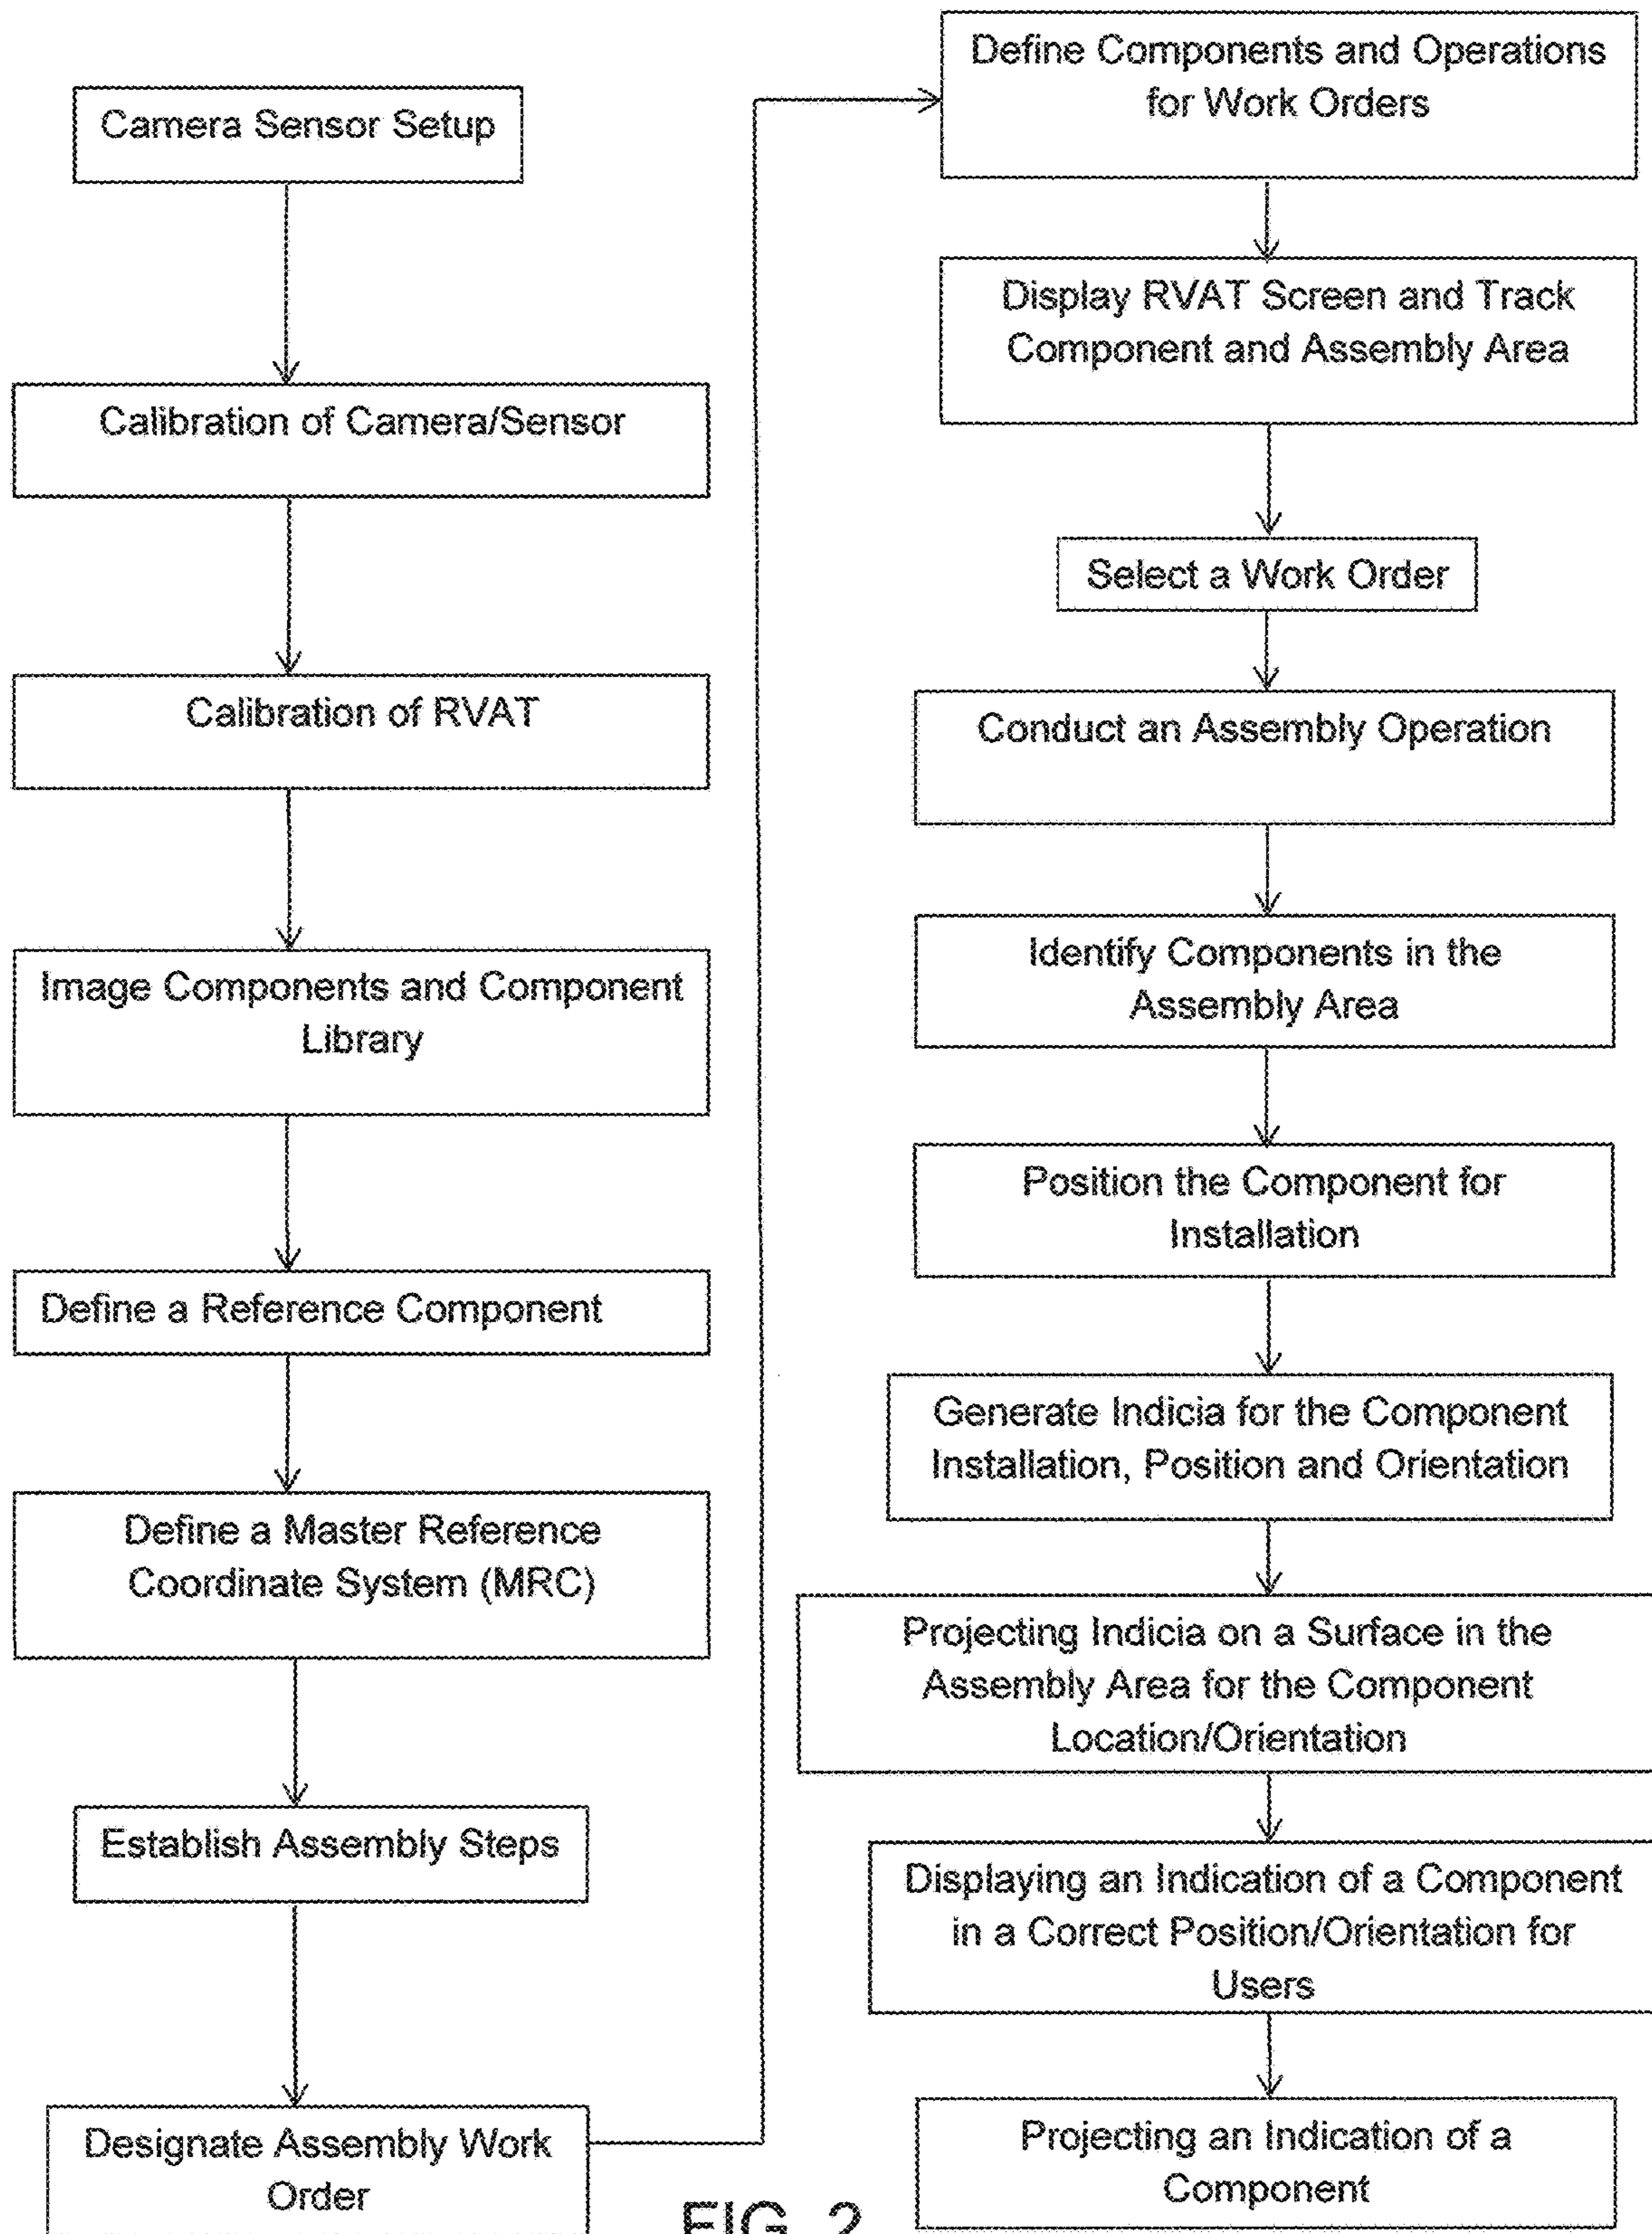 Camera Sensor Setup
Calibration of Camera/Sensor
Calibration of RVAT
Image Components and Component
Library
Define a Reference Component
Define a Master Reference
Coordinate System (MRC)
Establish Assembly Steps
Designate Assembly Work
Order
Define Components and Operations
for Work Orders
Display RVAT Screen and Track
Component and Assembly Area
Select a Work Order
Conduct an Assembly Operation
Identify Components in the
Assembly Area
Position the Component for
Installation
Generate Indicia for the Component
Installation, Position and Orientation
Projecting Indicia on a Surface in the
Assembly Area for the Component
Location/Orientation
Displaying an Indication of a Component
in a Correct Position/Orientation for
Users
Projecting an Indication of a
Component
FIG. 2